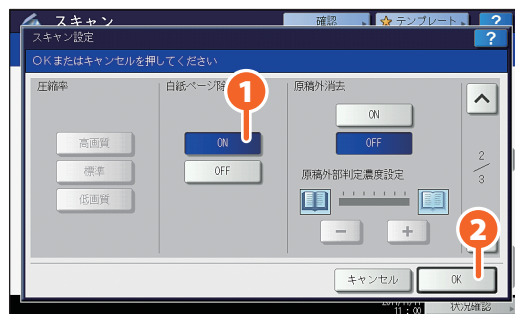 スキャン
確認
テンプレート
?
スキャン設定
?
OKまたはキャンセルを押してください
圧縮率
高画質
標準
低画質
白紙ページ除
1
ON
OFF
原稿外消去
ON
OFF
原稿外部判定濃度設定
－
＋
2
3
2
キャンセル
OK
11:00
状況確認